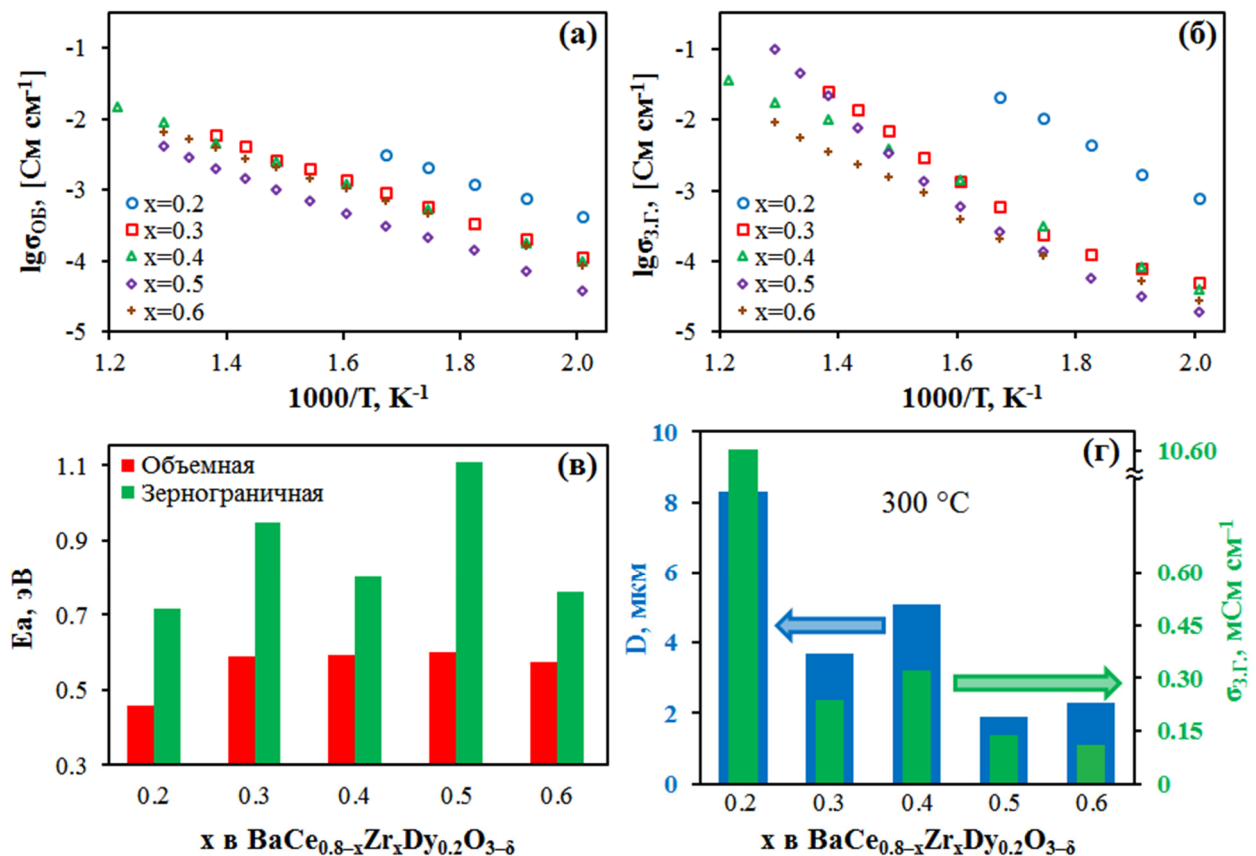 (а)
lgσОБ, [См см-1]
-1
-2
-3
-4
-5
x=0.2
x=0.3
x=0.4
x=0.5
x=0.6
1.2 1.4 1.6 1.8 2.0
1000/T, K-1
(б)
lgσЗ.Г., [См см-1]
-1
-2
-3
-4
-5
x=0.2
x=0.3
x=0.4
x=0.5
x=0.6
1.2 1.4 1.6 1.8 2.0
1000/T, K-1
(в)
Ea, эВ
1.1
0.9
0.7
0.5
0.3
Объемная
Зернограничная
0.2 0.3 0.4 0.5 0.6
x в BaCe0.8–xZrxDy0.2O3–δ
(г)
D, мкм
10
8
6
4
2
0
300 °C
10.60
0.60
0.45
0.30
0.15
0
σЗ.Г., мСм см–1
0.2 0.3 0.4 0.5 0.6
x в BaCe0.8–xZrxDy0.2O3–δ